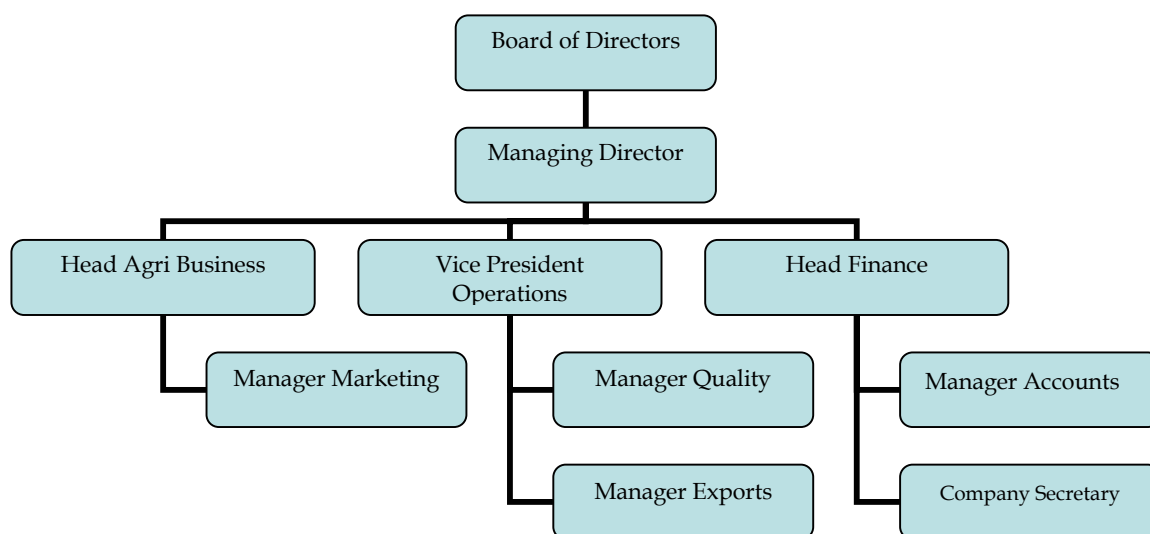 Board of Directors
Managing Director
Head Agri Business
Vice President
Operations
Head Finance
Manager Marketing
Manager Quality
Manager Accounts
Manager Exports
Company Secretary